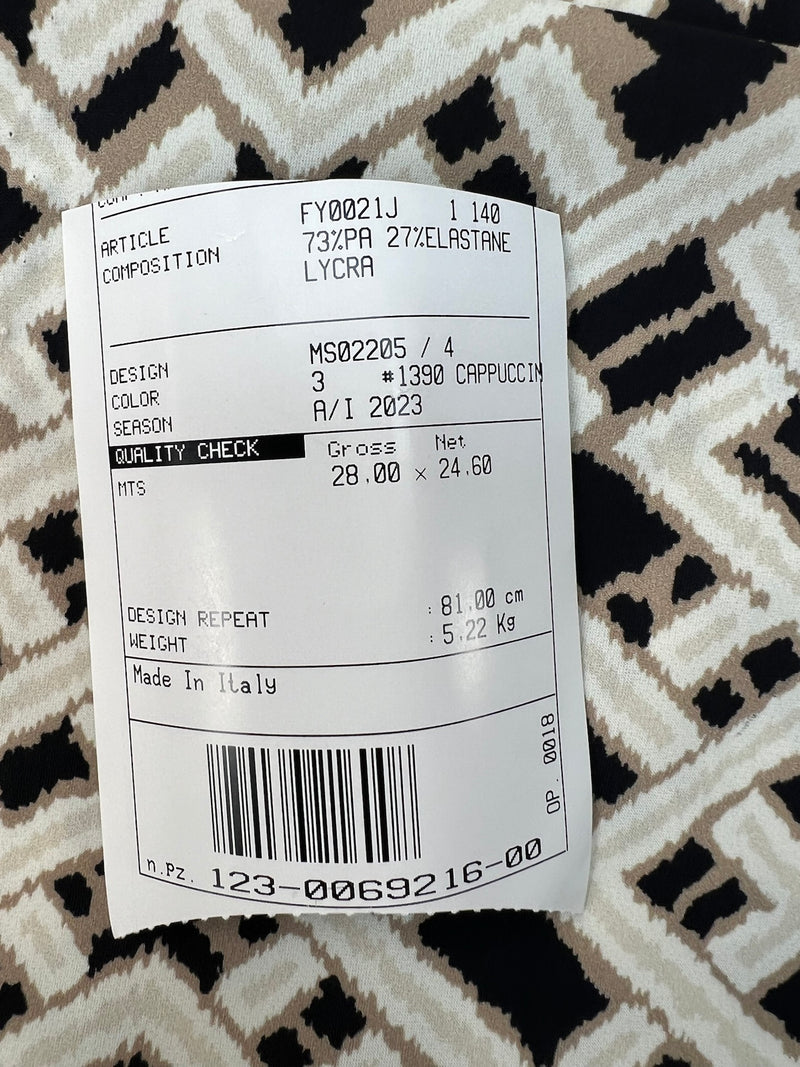 ARTICLE FY0021J 1 140
COMPOSITION 73%PA 27%ELASTANE
LYCRA
DESIGN MS02205 / 4
COLOR 3 #1390 CAPPUCCIN
SEASON A/I 2023
QUALITY CHECK Gross Net
MTS 28.00 × 24.60
DESIGN REPEAT : 81.00 cm
WEIGHT : 5.22 Kg
Made In Italy
OP. 0018
n.Pz. 123-0069216-00